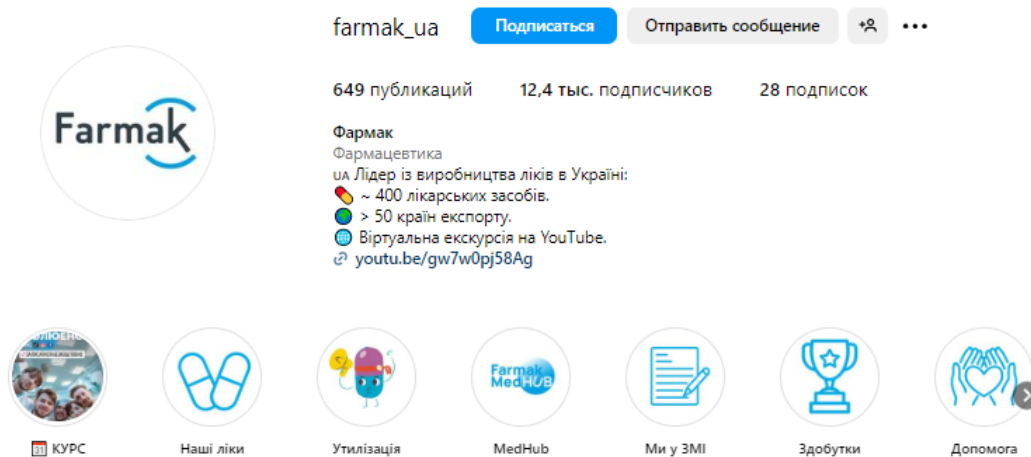 farmak_ua Подписаться Отправить сообщение
649 публикаций 12,4 тыс. подписчиков 28 подписок
Farmak
Фармак
Фармацевтика
UA Лідер із виробництва ліків в Україні:
💊 ~ 400 лікарських засобів.
🌍 > 50 країн експорту.
🌐 Віртуальна екскурсія на YouTube.
youtu.be/gw7w0pj58Ag
Farmak
MedHUB
31 КУРС Наші ліки Утилізація MedHub Ми у ЗМІ Здобутки Допомога